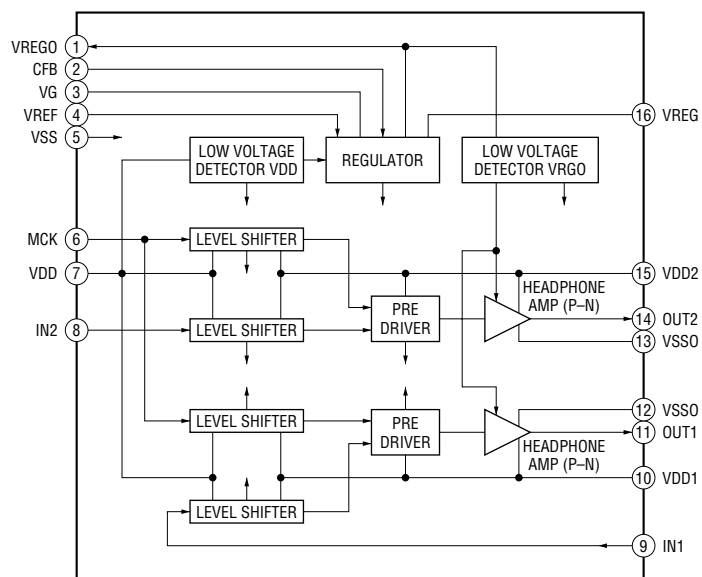 VREGO 1
CFB 2
VG 3
VREF 4
VSS 5
MCK 6
VDD 7
IN2 8
16 VREG
15 VDD2
14 OUT2
13 VSSO
12 VSSO
11 OUT1
10 VDD1
9 IN1
LOW VOLTAGE
DETECTOR VDD
REGULATOR
LOW VOLTAGE
DETECTOR VRGO
LEVEL SHIFTER
LEVEL SHIFTER
PRE
DRIVER
HEADPHONE
AMP (P–N)
LEVEL SHIFTER
PRE
DRIVER
HEADPHONE
AMP (P–N)
LEVEL SHIFTER